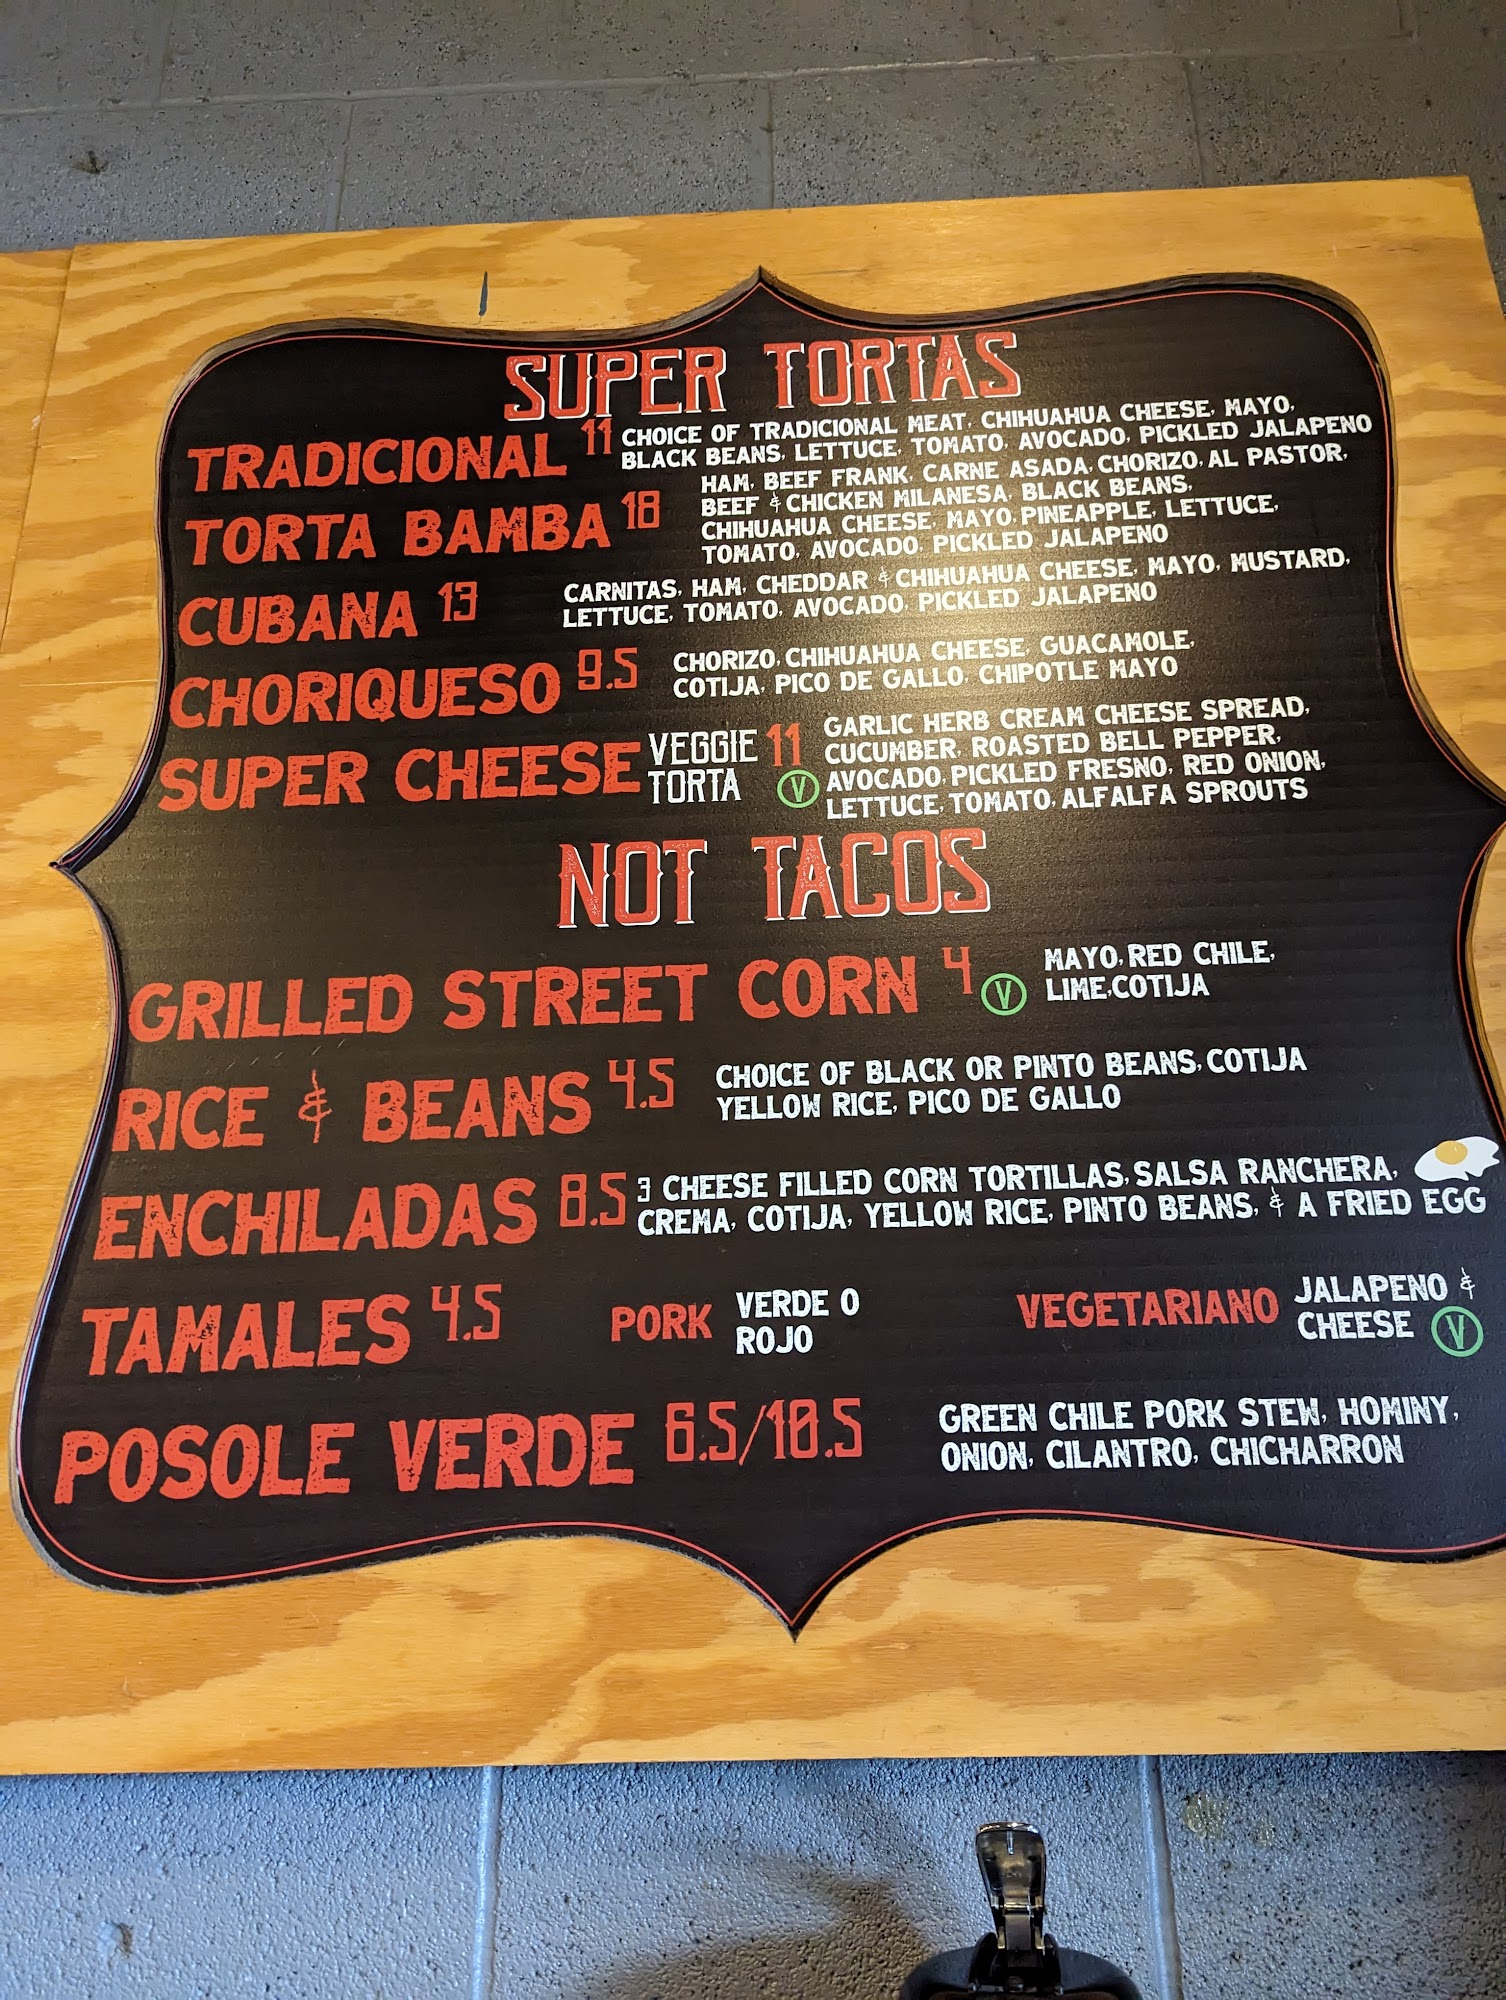 SUPER TORTAS
TRADICIONAL 11 CHOICE OF TRADICIONAL MEAT, CHIHUAHUA CHEESE, MAYO,
BLACK BEANS, LETTUCE, TOMATO, AVOCADO, PICKLED JALAPENO
TORTA BAMBA 18 HAM, BEEF FRANK, CARNE ASADA, CHORIZO, AL PASTOR,
BEEF & CHICKEN MILANESA, BLACK BEANS,
CHIHUAHUA CHEESE, MAYO, PINEAPPLE, LETTUCE,
TOMATO, AVOCADO, PICKLED JALAPENO
CUBANA 13 CARNITAS, HAM, CHEDDAR & CHIHUAHUA CHEESE, MAYO, MUSTARD,
LETTUCE, TOMATO, AVOCADO, PICKLED JALAPENO
CHORIQUESO 9.5 CHORIZO, CHIHUAHUA CHEESE, GUACAMOLE,
COTIJA, PICO DE GALLO, CHIPOTLE MAYO
SUPER CHEESE VEGGIE TORTA 11 V GARLIC HERB CREAM CHEESE SPREAD,
CUCUMBER, ROASTED BELL PEPPER,
AVOCADO, PICKLED FRESNO, RED ONION,
LETTUCE, TOMATO, ALFALFA SPROUTS
NOT TACOS
GRILLED STREET CORN 4 V MAYO, RED CHILE,
LIME, COTIJA
RICE & BEANS 4.5 CHOICE OF BLACK OR PINTO BEANS, COTIJA
YELLOW RICE, PICO DE GALLO
ENCHILADAS 8.5 3 CHEESE FILLED CORN TORTILLAS, SALSA RANCHERA,
CREMA, COTIJA, YELLOW RICE, PINTO BEANS, & A FRIED EGG
TAMALES 4.5 PORK VERDE O ROJO VEGETARIANO JALAPENO & CHEESE V
POSOLE VERDE 6.5/10.5 GREEN CHILE PORK STEW, HOMINY,
ONION, CILANTRO, CHICHARRON